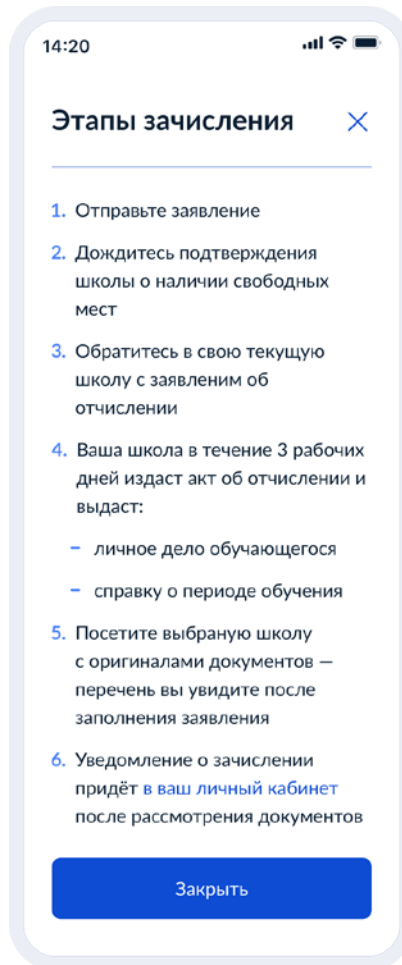 14:20
Этапы зачисления
1. Отправьте заявление
2. Дождитесь подтверждения
школы о наличии свободных
мест
3. Обратитесь в свою текущую
школу с заявленим об
отчислении
4. Ваша школа в течение 3 рабочих
дней издаст акт об отчислении и
выдаст:
– личное дело обучающегося
– справку о периоде обучения
5. Посетите выбраную школу
с оригиналами документов —
перечень вы увидите после
заполнения заявления
6. Уведомление о зачислении
придёт в ваш личный кабинет
после рассмотрения документов
Закрыть